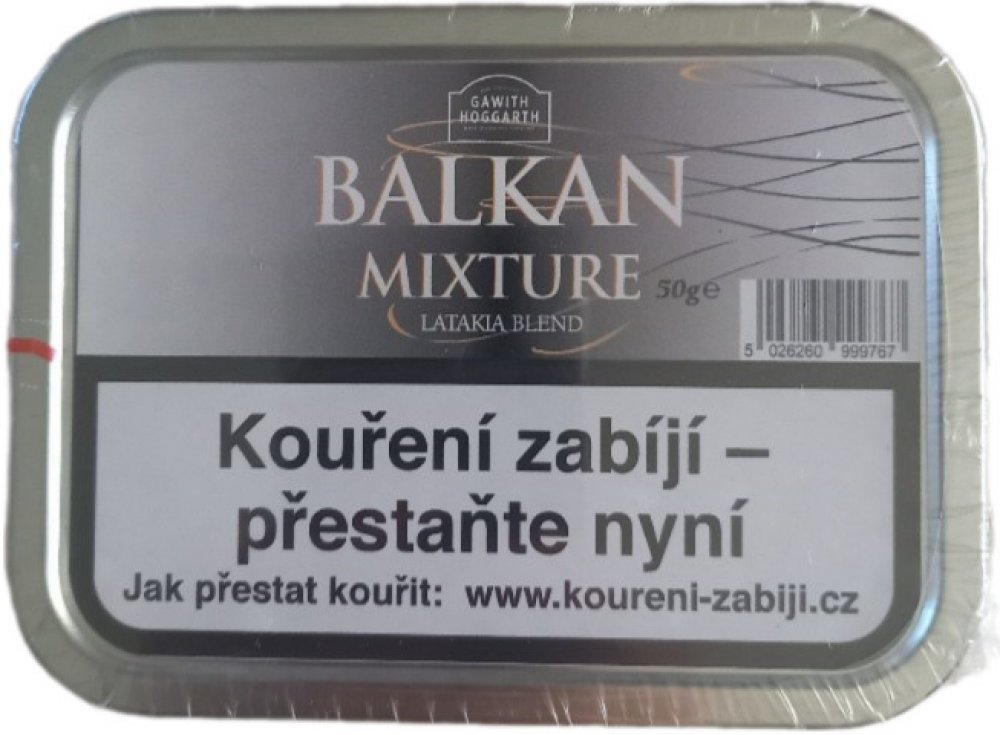 GAWITH
HOGGARTH
BALKAN
MIXTURE
50g℮
LATAKIA BLEND
5 026260 999767
Kouření zabíjí –
přestaňte nyní
Jak přestat kouřit: www.koureni-zabiji.cz